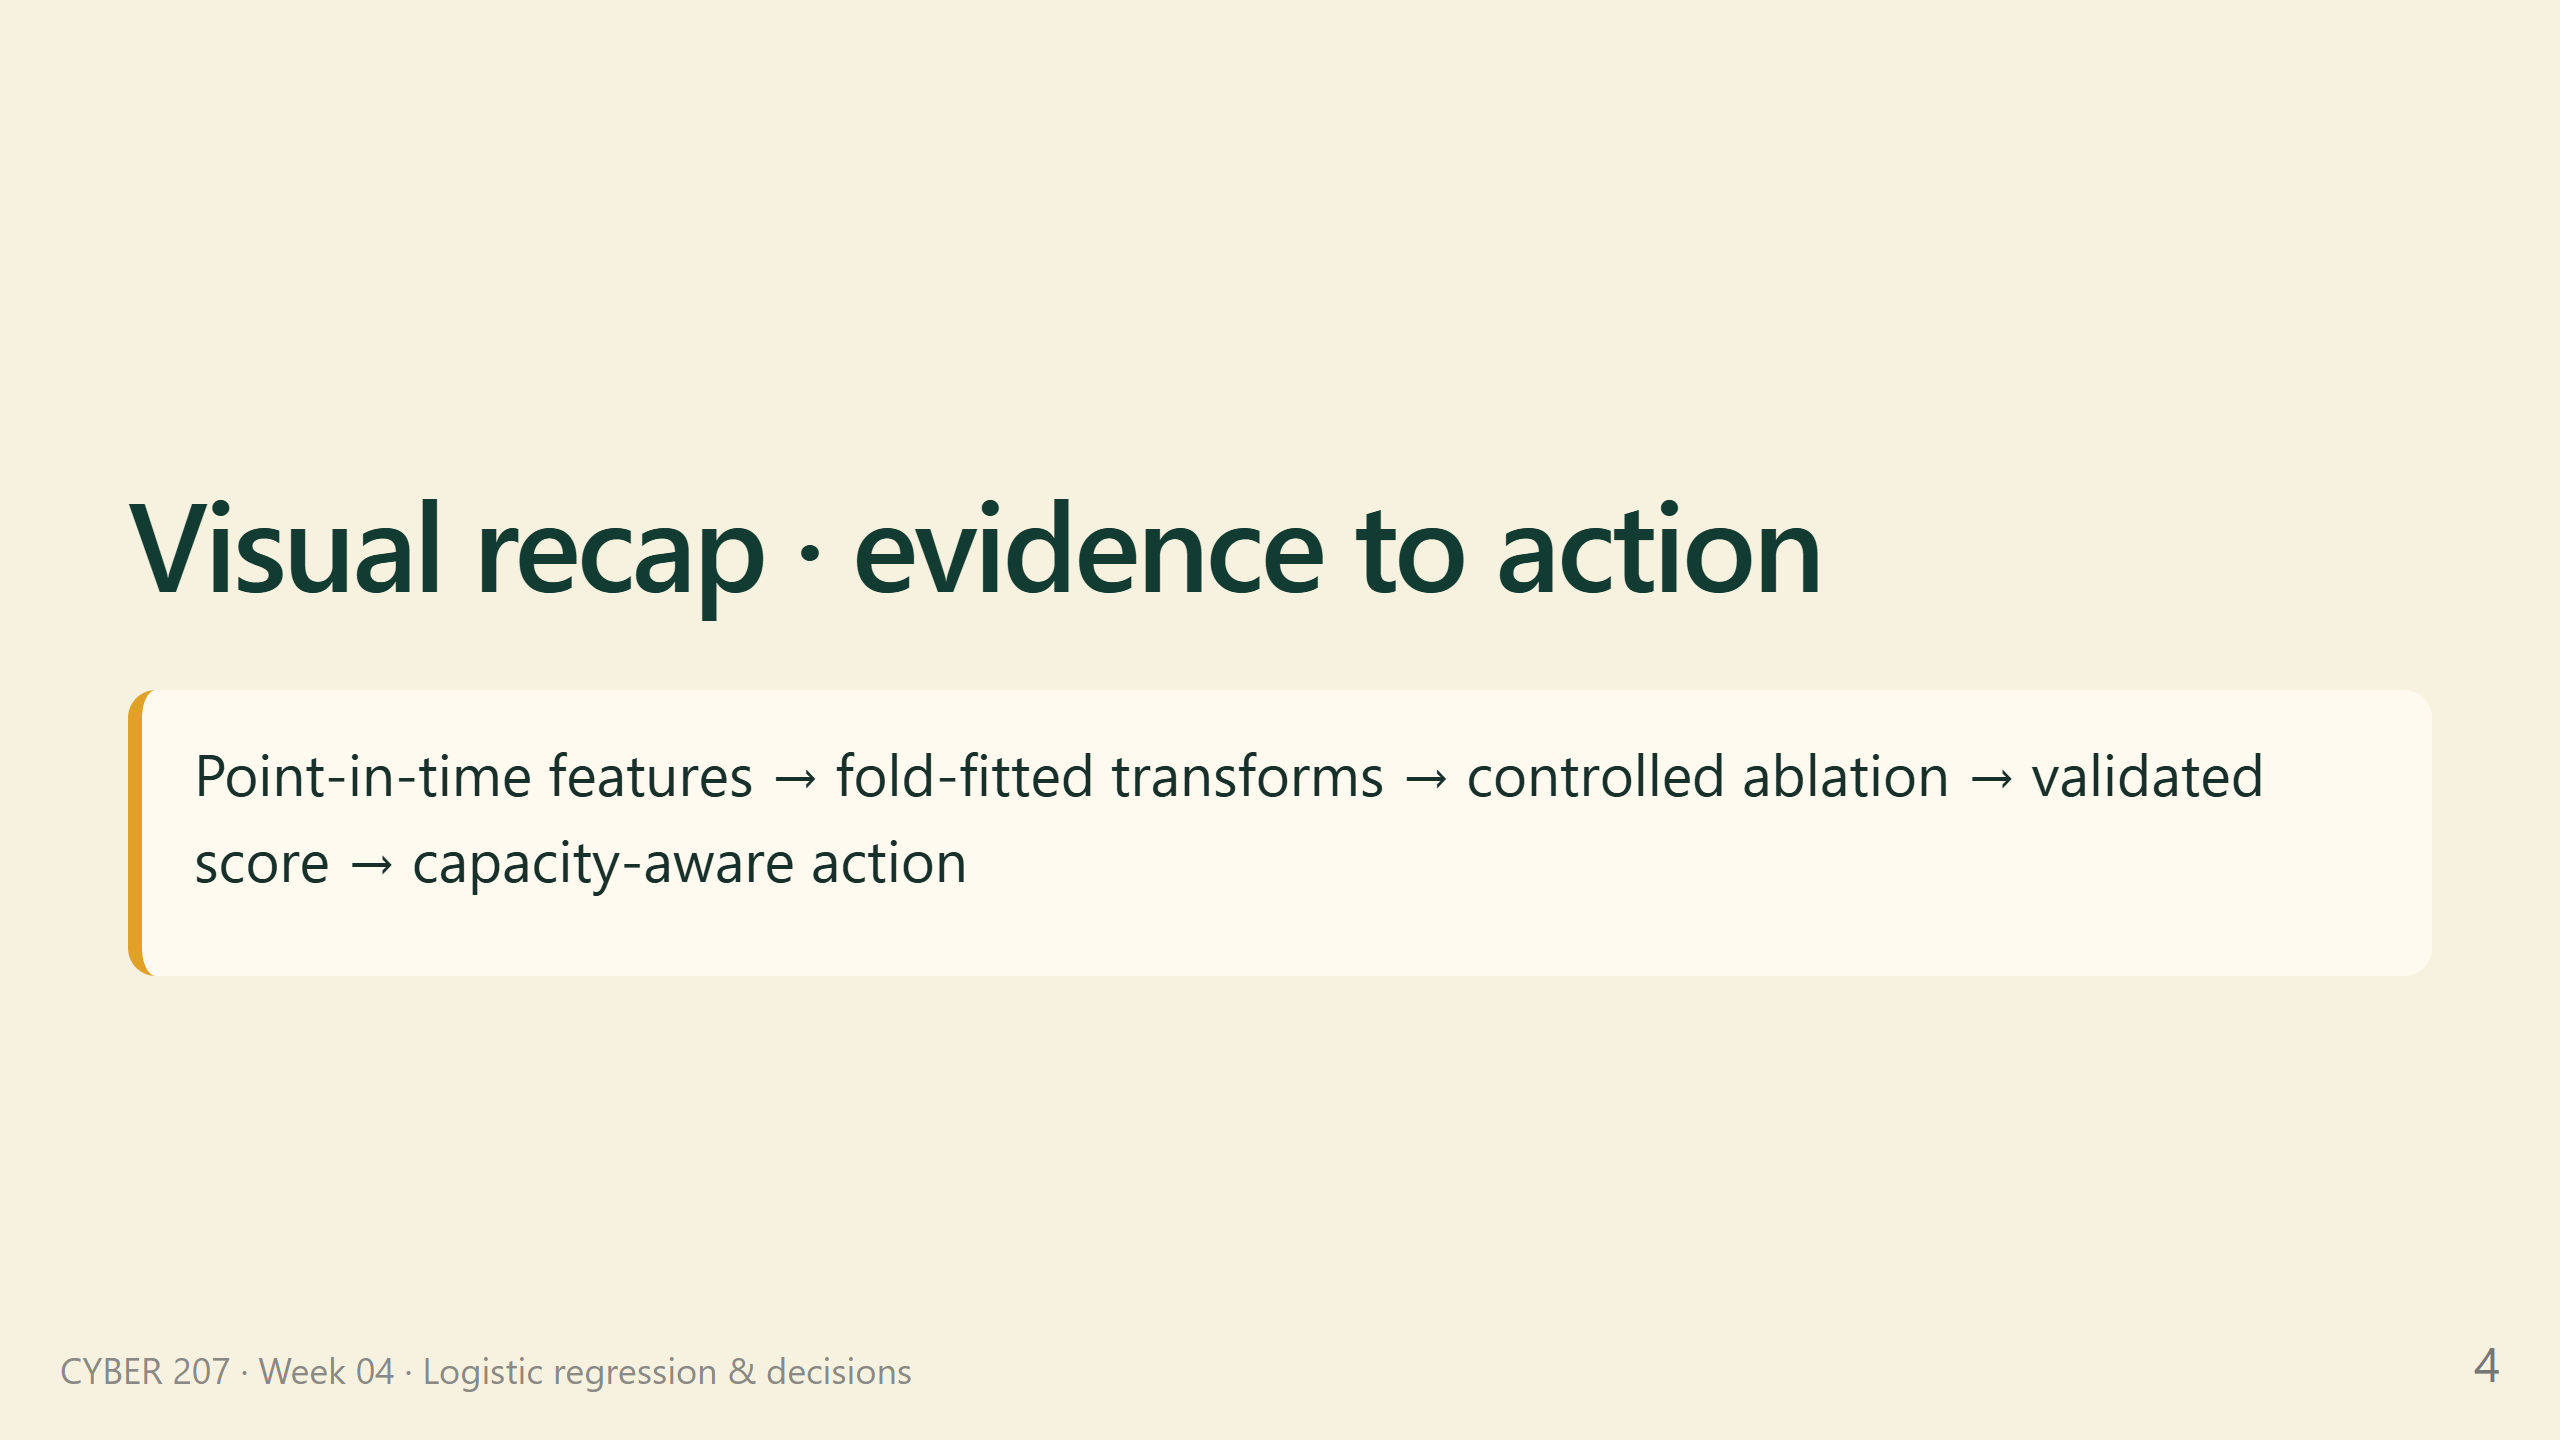 Visual recap · evidence to action
Point-in-time features → fold-fitted transforms → controlled ablation → validated
score → capacity-aware action
CYBER 207 · Week 04 · Logistic regression & decisions
4